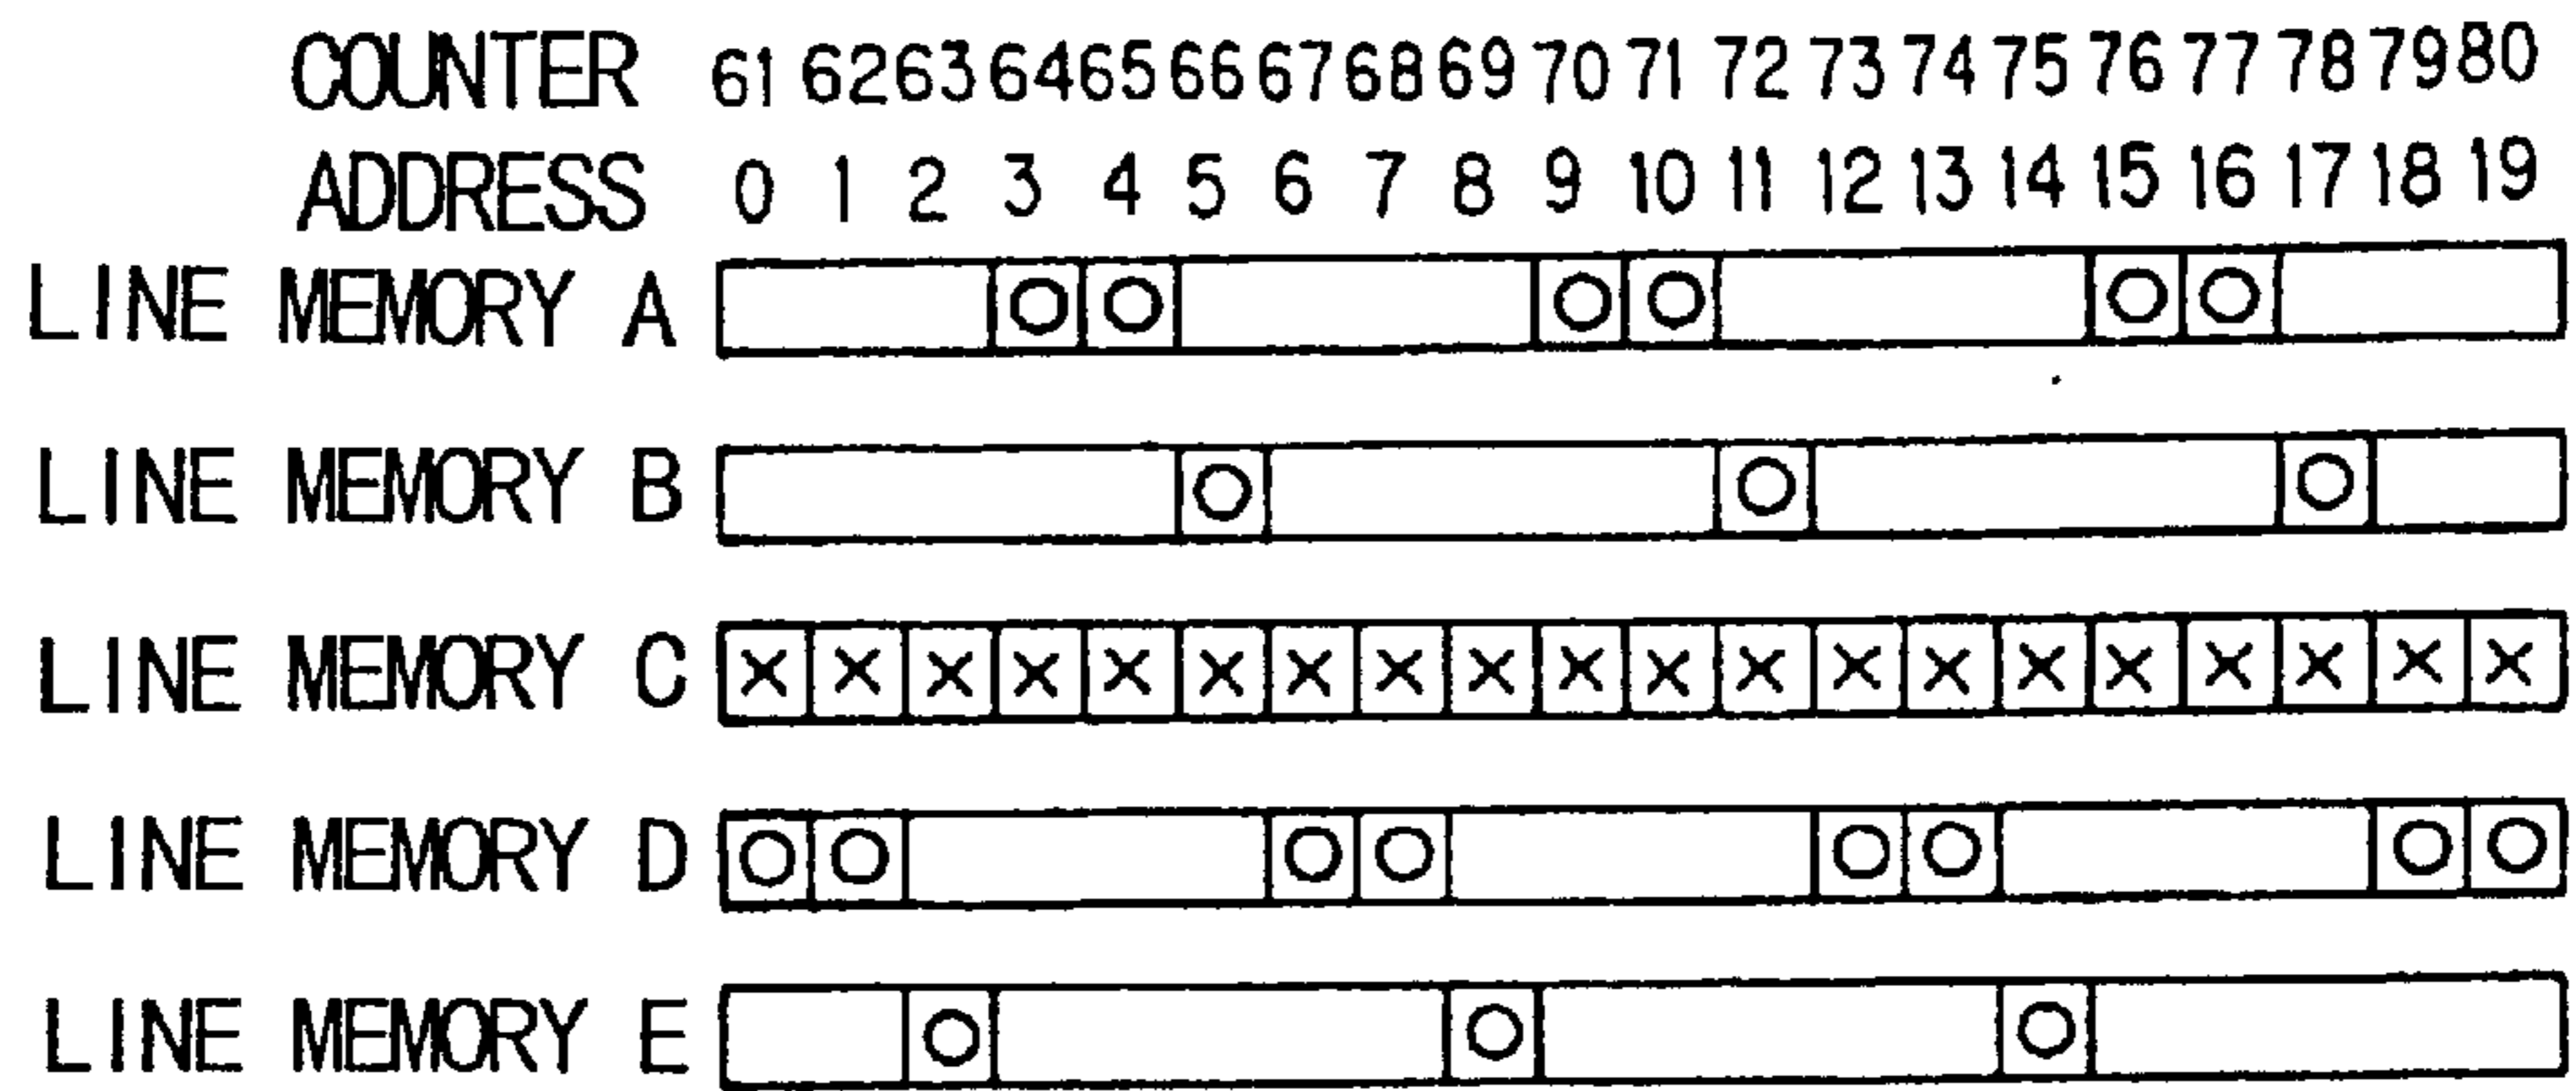 COUNTER 61 62 63 64 65 66 67 68 69 70 71 72 73 74 75 76 77 78 79 80
ADDRESS 0 1 2 3 4 5 6 7 8 9 10 11 12 13 14 15 16 17 18 19
LINE MEMORY A
LINE MEMORY B
LINE MEMORY C
LINE MEMORY D
LINE MEMORY E